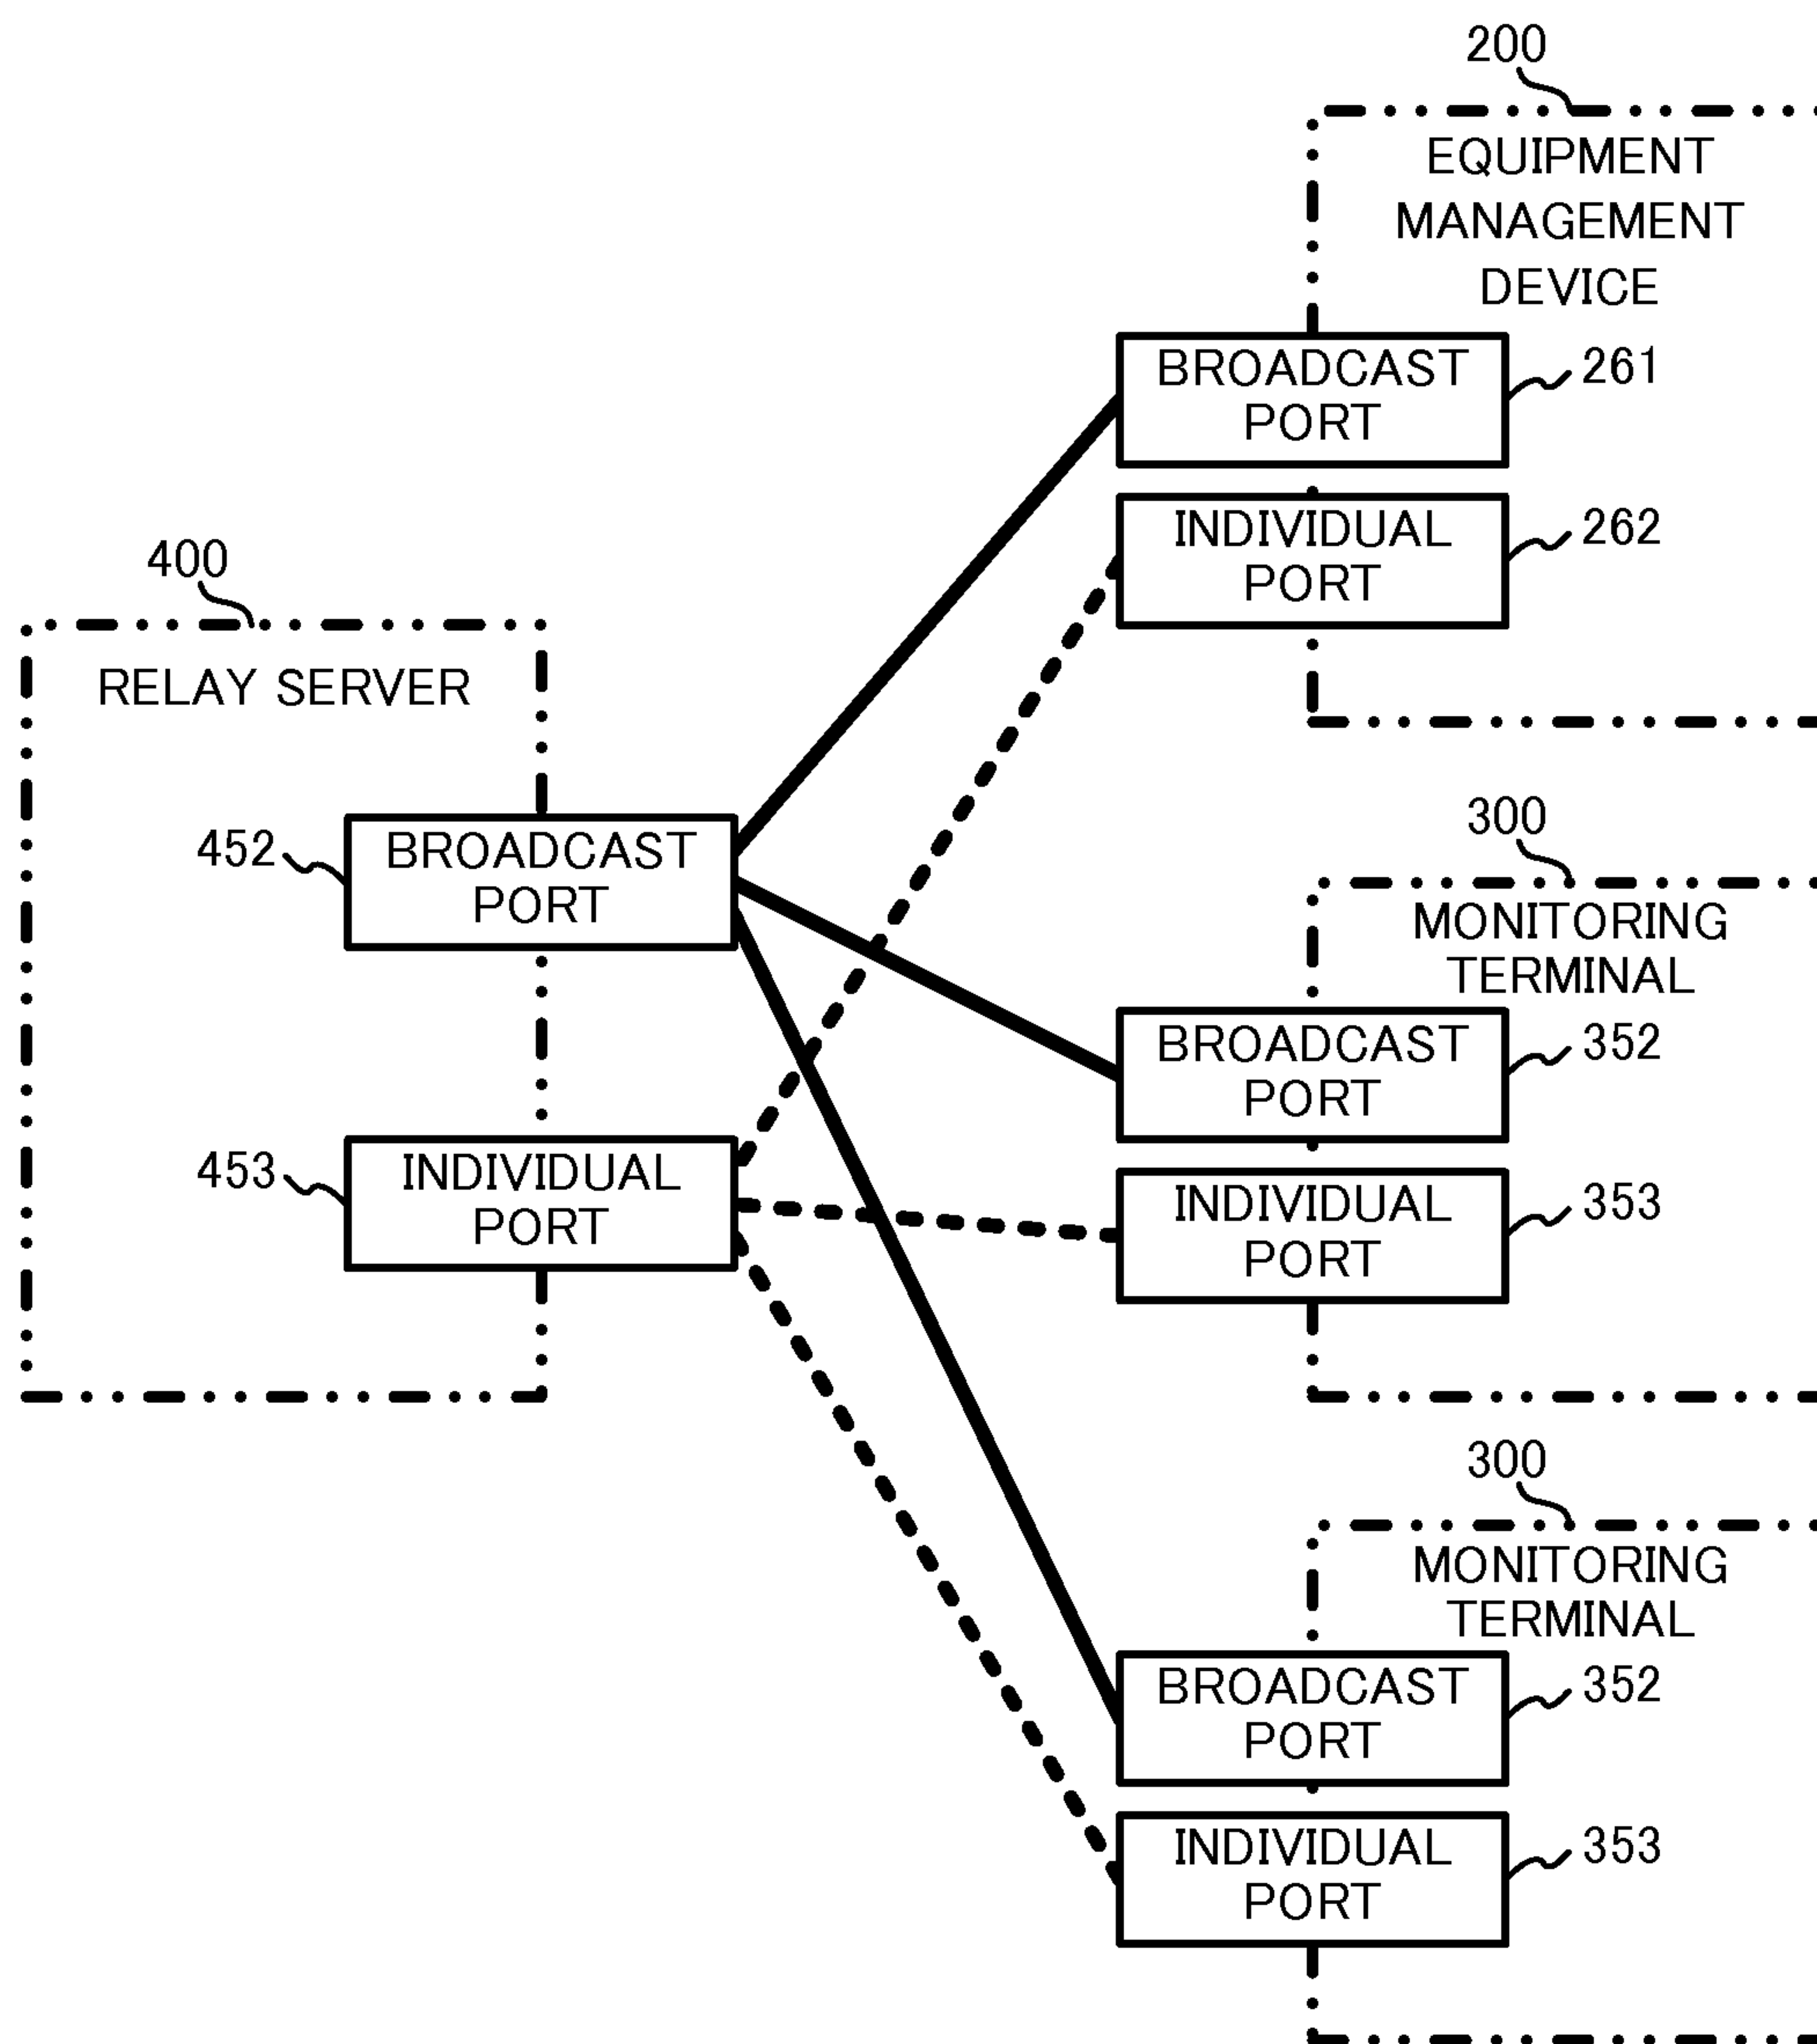 200
EQUIPMENT
MANAGEMENT
DEVICE
BROADCAST
PORT
261
INDIVIDUAL
PORT
262
400
RELAY SERVER
452
BROADCAST
PORT
453
INDIVIDUAL
PORT
300
MONITORING
TERMINAL
BROADCAST
PORT
352
INDIVIDUAL
PORT
353
300
MONITORING
TERMINAL
BROADCAST
PORT
352
INDIVIDUAL
PORT
353